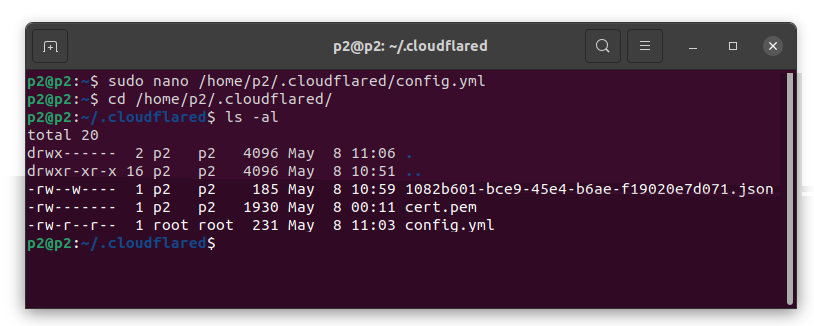 p2@p2: ~/.cloudflared
p2@p2:~$ sudo nano /home/p2/.cloudflared/config.yml
p2@p2:~$ cd /home/p2/.cloudflared/
p2@p2:~/.cloudflared$ ls -al
total 20
drwx------  2 p2   p2   4096 May  8 11:06 .
drwxr-xr-x 16 p2   p2   4096 May  8 10:51 ..
-rw--w----  1 p2   p2    185 May  8 10:59 1082b601-bce9-45e4-b6ae-f19020e7d071.json
-rw-------  1 p2   p2   1930 May  8 00:11 cert.pem
-rw-r--r--  1 root root  231 May  8 11:03 config.yml
p2@p2:~/.cloudflared$